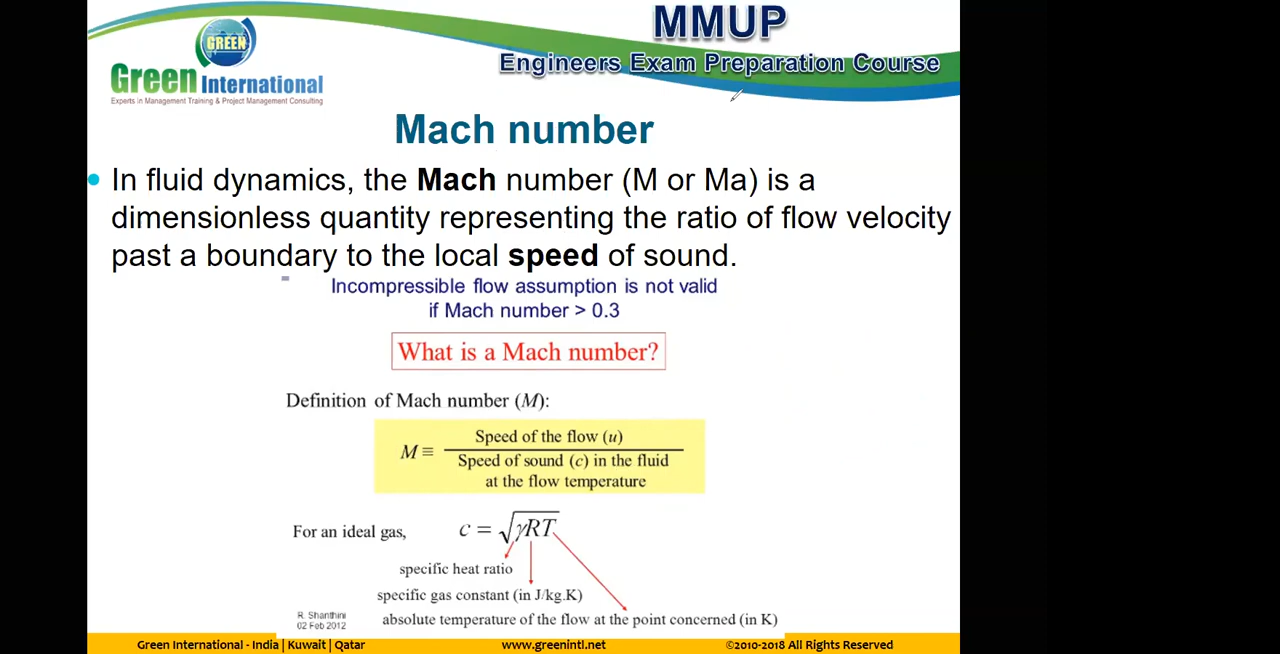 MMUP
Engineers Exam Preparation Course
GREEN
Green International
Experts in Management Training & Project Management Consulting
Mach number
• In fluid dynamics, the Mach number (M or Ma) is a
dimensionless quantity representing the ratio of flow velocity
past a boundary to the local speed of sound.
Incompressible flow assumption is not valid
if Mach number > 0.3
What is a Mach number?
Definition of Mach number (M):
M ≡ Speed of the flow (u)
Speed of sound (c) in the fluid
at the flow temperature
For an ideal gas, c = √γRT
specific heat ratio
specific gas constant (in J/kg.K)
absolute temperature of the flow at the point concerned (in K)
R. Shanthini
02 Feb 2012
Green International - India | Kuwait | Qatar www.greenintl.net ©2010-2018 All Rights Reserved